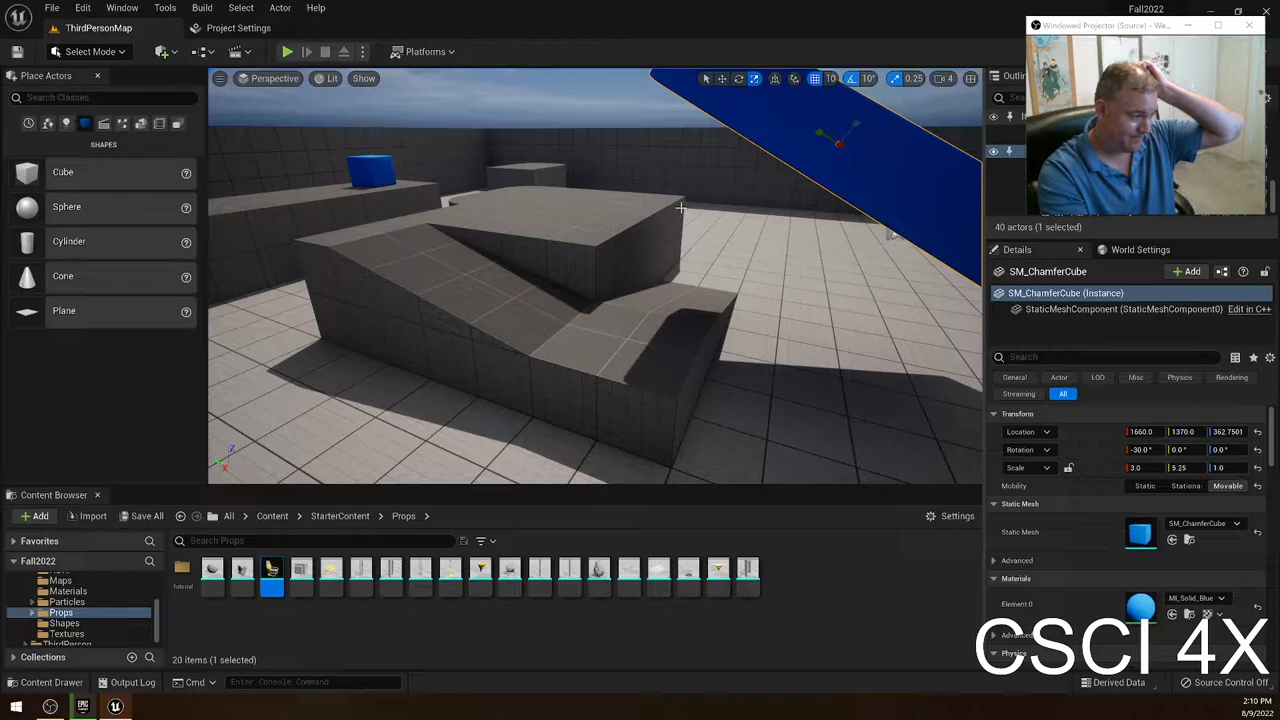 File Edit Window Tools Build Select Actor Help
Fall2022
ThirdPersonMap
Project Settings
Windowed Projector (Source) - We...
Select Mode
Platforms
Place Actors
Perspective Lit Show
10 10° 0.25 4
Search Classes
SHAPES
Cube
Sphere
Cylinder
Cone
Plane
Z
X
40 actors (1 selected)
Details
World Settings
SM_ChamferCube
Add
SM_ChamferCube (Instance)
StaticMeshComponent (StaticMeshComponent0) Edit in C++
Search
General Actor LOD Misc Physics Rendering
Streaming All
Transform
Location 1660.0 1370.0 362.7501
Rotation -30.0° 0.0° 0.0°
Scale 3.0 5.25 1.0
Mobility Static Stationa Movable
Static Mesh
Static Mesh SM_ChamferCube
Advanced
Materials
Element 0 MI_Solid_Blue
Physics
CSCI 4X
Content Browser
Add Import Save All All Content StarterContent Props Settings
Favorites
Search Props
Fall2022
Maps
Materials
Particles
Props
Shapes
Textures
Collections
20 items (1 selected)
Content Drawer Output Log Cmd Enter Console Command Derived Data Source Control Off
2:10 PM
8/9/2022